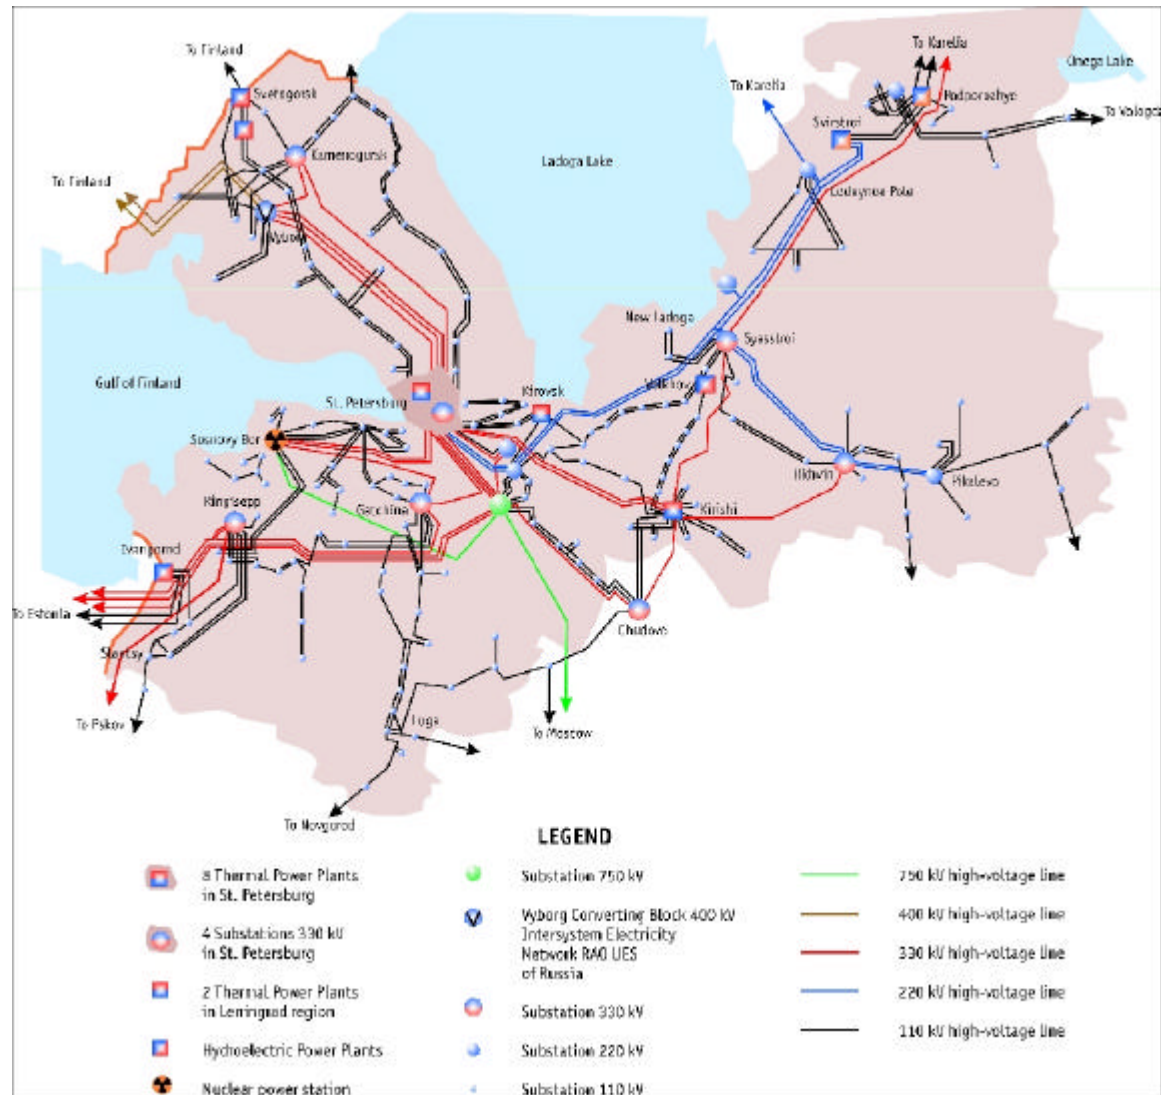 To Finland
Svetogorsk
Kamenogorsk
To Finland
Vyborg
Ladoga Lake
To Karelia
Onega Lake
To Karelia
Podporozhye
To Vologda
Svirstroi
Lodeynoe Pole
New Ladoga
Syasstroi
Gulf of Finland
Volkhov
Kirovsk
St. Petersburg
Sosnovy Bor
Tikhvin
Pikalevo
King'sepp
Gatchina
Kirishi
Ivangorod
To Estonia
Chudovo
Slantsy
To Pskov
Luga
To Moscow
To Novgorod
LEGEND
8 Thermal Power Plants
in St. Petersburg
4 Substations 330 kV
in St. Petersburg
2 Thermal Power Plants
in Leningrad region
Hydroelectric Power Plants
Nuclear power station
Substation 750 kV
Vyborg Converting Block 400 kV
Intersystem Electricity
Network RAO UES
of Russia
Substation 330 kV
Substation 220 kV
Substation 110 kV
750 kV high-voltage line
400 kV high-voltage line
330 kV high-voltage line
220 kV high-voltage line
110 kV high-voltage line